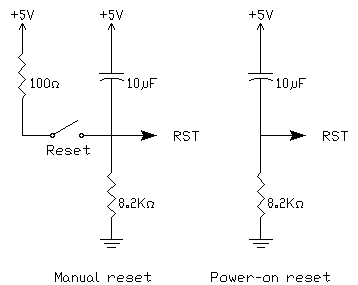 +5V +5V +5V
100Ω 10µF 10µF
RST RST
Reset
8.2KΩ 8.2KΩ
Manual reset Power-on reset